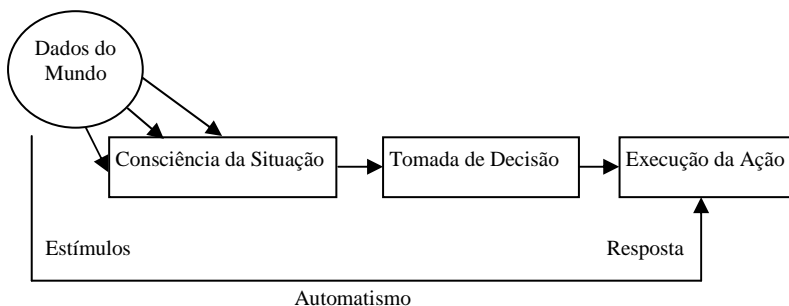 Dados do
Mundo
Consciência da Situação
Tomada de Decisão
Execução da Ação
Estímulos
Resposta
Automatismo